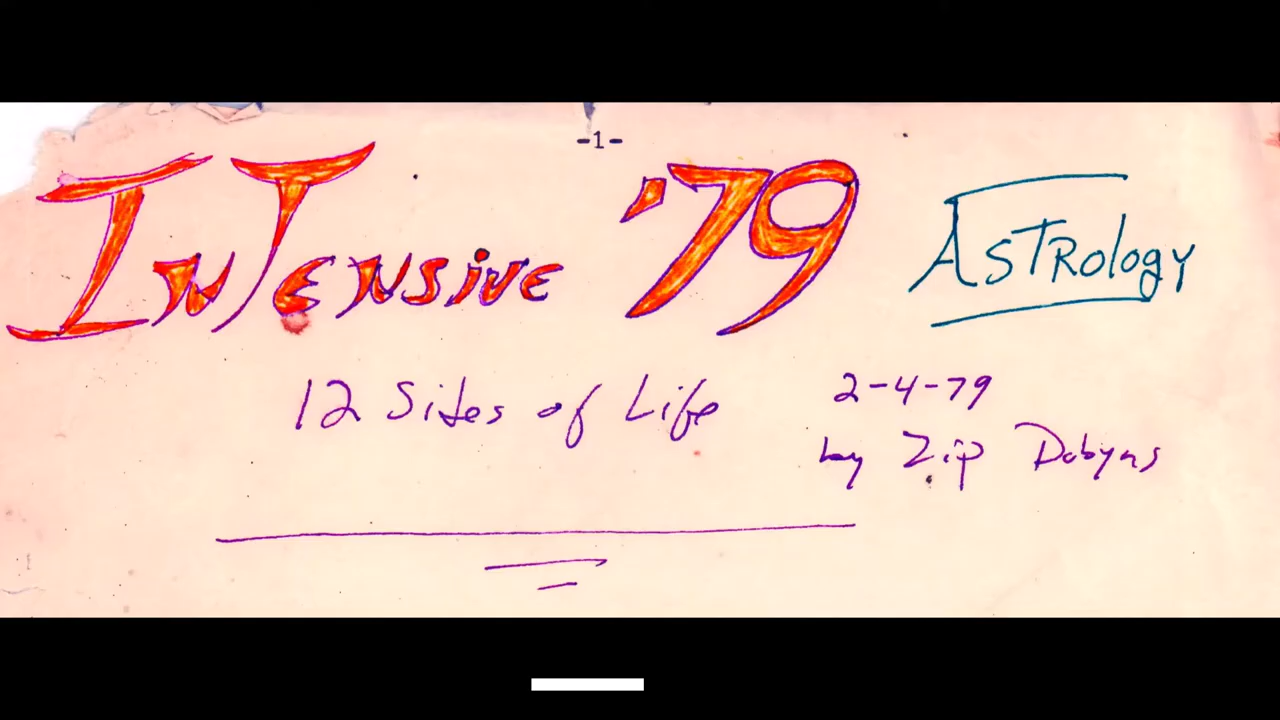 -1-
InTensive '79
AsTRology
12 Sides of Life
2-4-79
by Zip Dobyns